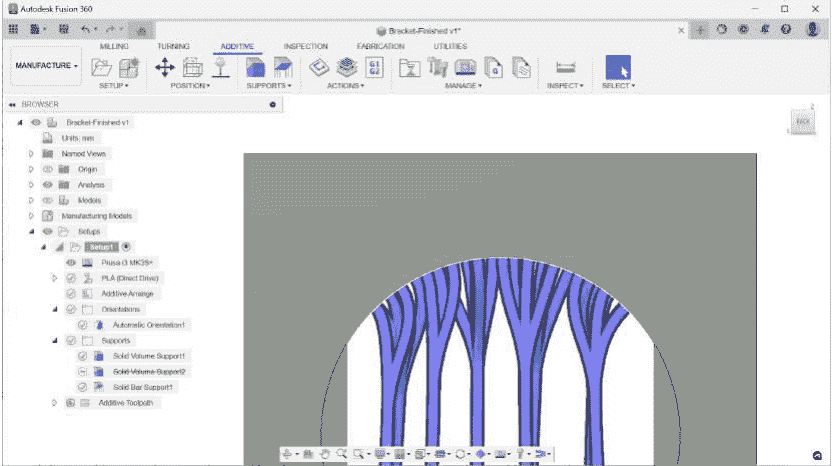 Autodesk Fusion 360
Bracket-Finished v1*
MILLING TURNING ADDITIVE INSPECTION FABRICATION UTILITIES
MANUFACTURE
G1
G2
G
SETUP POSITION SUPPORTS ACTIONS MANAGE INSPECT SELECT
BROWSER
Bracket-Finished v1
Units: mm
Named Views
Origin
Analysis
Models
Manufacturing Models
Setups
Setup1
Prusa i3 MK3S+
PLA (Direct Drive)
Additive Arrange
Orientations
Automatic Orientation1
Supports
Solid Volume Support1
Solid Volume Support2
Solid Bar Support1
Additive Toolpath
Z
BACK